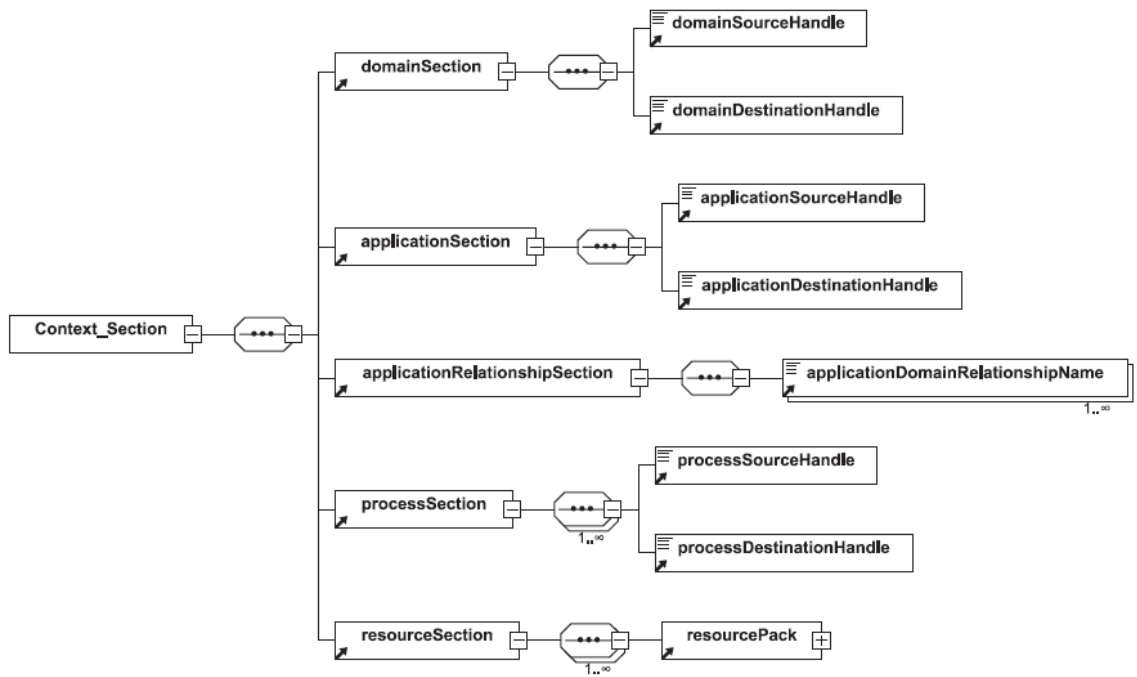 domainSourceHandle
domainSection
domainDestinationHandle
applicationSourceHandle
applicationSection
applicationDestinationHandle
Context_Section
applicationRelationshipSection
applicationDomainRelationshipName
1..∞
processSourceHandle
processSection
1..∞
processDestinationHandle
resourceSection
resourcePack
1..∞